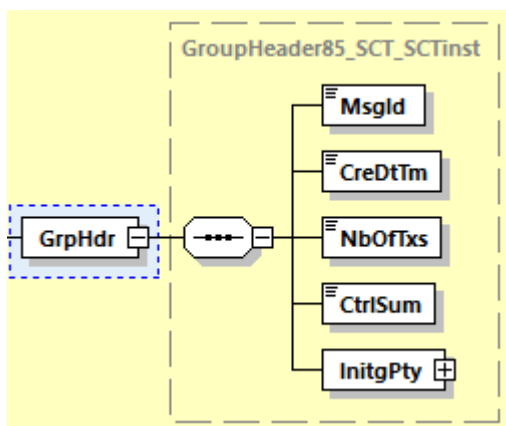 GroupHeader85_SCT_SCTinst
MsgId
CreDtTm
GrpHdr
NbOfTxs
CtrlSum
InitgPty